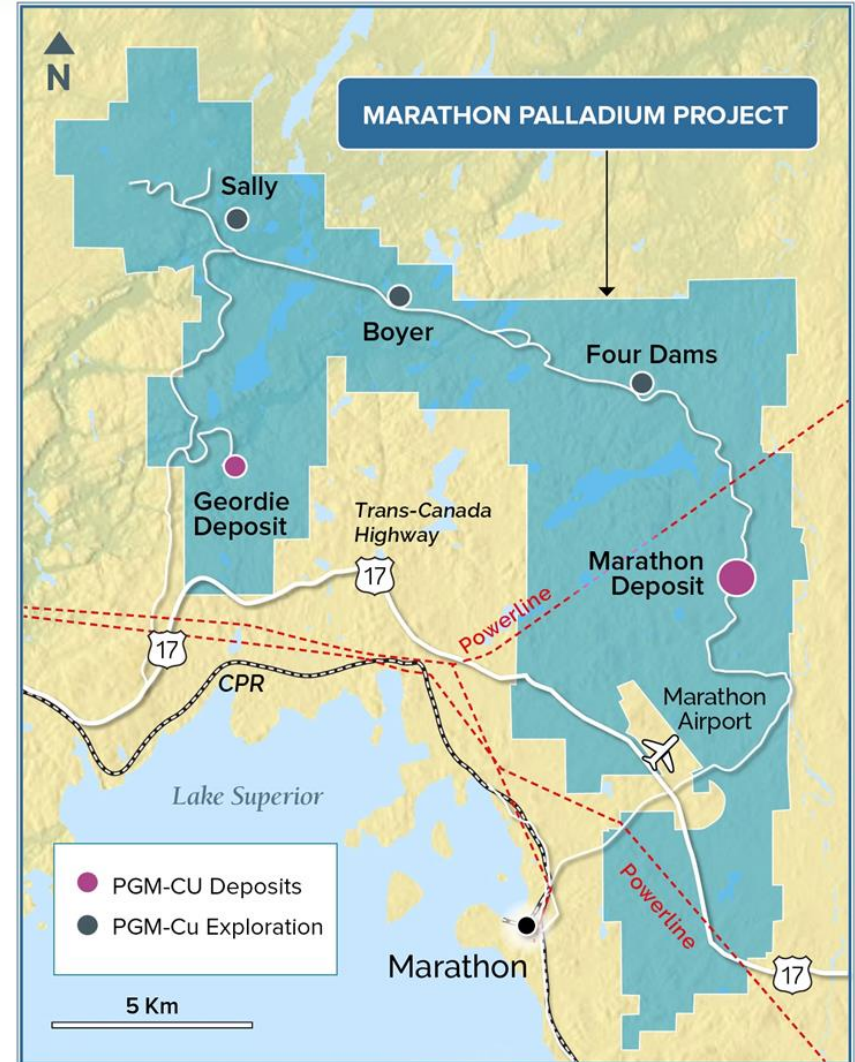 N
MARATHON PALLADIUM PROJECT
Sally
Boyer
Four Dams
Geordie
Deposit
Trans-Canada
Highway
17
Marathon
Deposit
Powerline
17
CPR
Marathon
Airport
Lake Superior
PGM-CU Deposits
PGM-Cu Exploration
Powerline
Marathon
17
5 Km